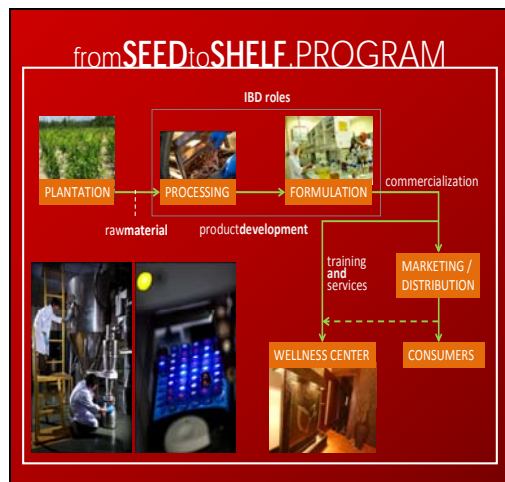 fromSEEDtoSHELF.PROGRAM
IBD roles
PLANTATION
PROCESSING
FORMULATION
commercialization
rawmaterial
productdevelopment
training
and
services
MARKETING /
DISTRIBUTION
WELLNESS CENTER
CONSUMERS